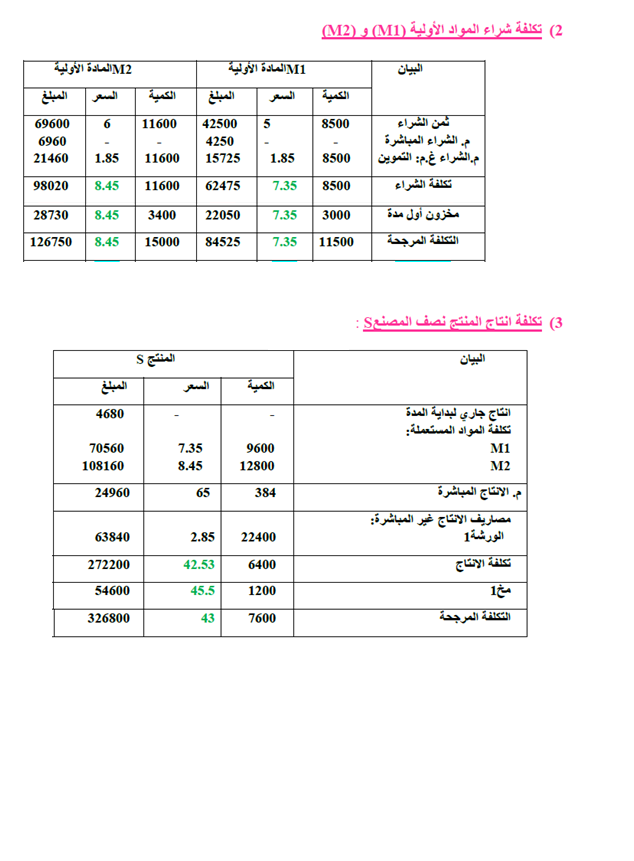 2) تكلفة شراء المواد الأولية (M1) و (M2)
البيان M1المادة الأولية M2المادة الأولية
الكمية السعر المبلغ الكمية السعر المبلغ
ثمن الشراء 8500 5 42500 11600 6 69600
م. الشراء المباشرة - - 4250 - - 6960
م.الشراء غ.م: التموين 8500 1.85 15725 11600 1.85 21460
تكلفة الشراء 8500 7.35 62475 11600 8.45 98020
مخزون أول مدة 3000 7.35 22050 3400 8.45 28730
التكلفة المرجحة 11500 7.35 84525 15000 8.45 126750
3) تكلفة انتاج المنتج نصف المصنعS :
البيان المنتج S
الكمية السعر المبلغ
انتاج جاري لبداية المدة - - 4680
تكلفة المواد المستعملة:
M1 9600 7.35 70560
M2 12800 8.45 108160
م. الانتاج المباشرة 384 65 24960
مصاريف الانتاج غير المباشرة:
الورشة1 22400 2.85 63840
تكلفة الانتاج 6400 42.53 272200
مخ1 1200 45.5 54600
التكلفة المرجحة 7600 43 326800